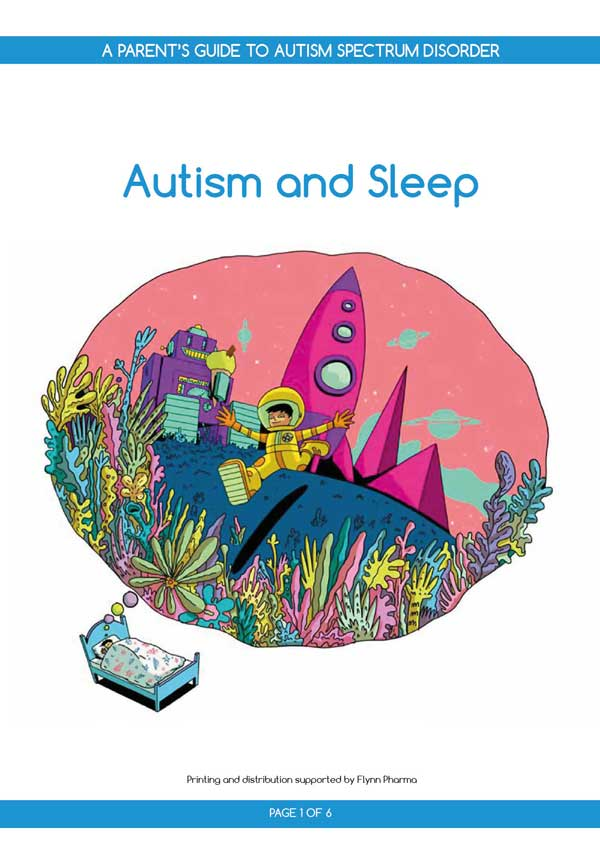 A PARENT'S GUIDE TO AUTISM SPECTRUM DISORDER
Autism and Sleep
Printing and distribution supported by Flynn Pharma
PAGE 1 OF 6